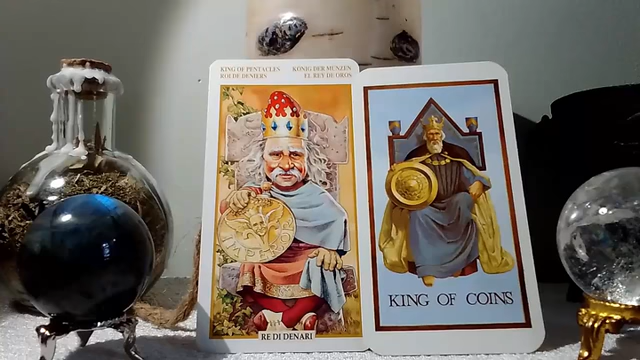 KING OF PENTACLES KÖNIG DER MÜNZEN
ROI DE DENIERS EL REY DE OROS
RE DI DENARI
KING OF COINS